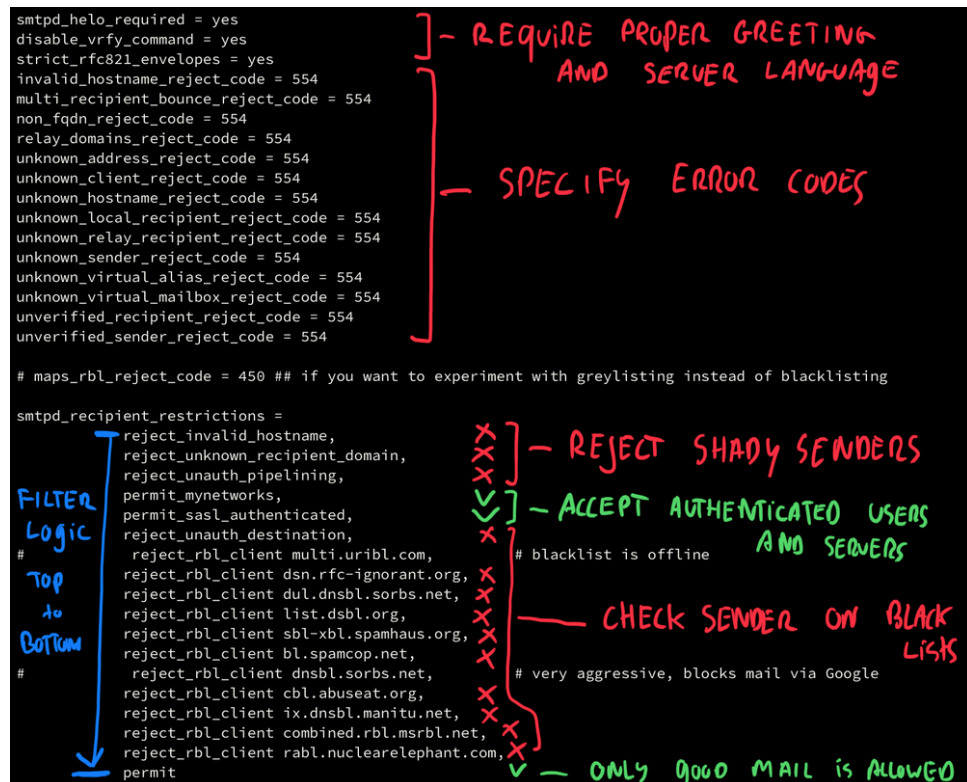 smtpd_helo_required = yes
disable_vrfy_command = yes
strict_rfc821_envelopes = yes
] - REQUIRE PROPER GREETING
AND SERVER LANGUAGE
invalid_hostname_reject_code = 554
multi_recipient_bounce_reject_code = 554
non_fqdn_reject_code = 554
relay_domains_reject_code = 554
unknown_address_reject_code = 554
unknown_client_reject_code = 554
unknown_hostname_reject_code = 554
unknown_local_recipient_reject_code = 554
unknown_relay_recipient_reject_code = 554
unknown_sender_reject_code = 554
unknown_virtual_alias_reject_code = 554
unknown_virtual_mailbox_reject_code = 554
unverified_recipient_reject_code = 554
unverified_sender_reject_code = 554
- SPECIFY ERROR CODES
# maps_rbl_reject_code = 450 ## if you want to experiment with greylisting instead of blacklisting
smtpd_recipient_restrictions =
reject_invalid_hostname,
reject_unknown_recipient_domain,
reject_unauth_pipelining,
- REJECT SHADY SENDERS
permit_mynetworks,
permit_sasl_authenticated,
- ACCEPT AUTHENTICATED USERS
AND SERVERS
reject_unauth_destination,
# reject_rbl_client multi.uribl.com, # blacklist is offline
reject_rbl_client dsn.rfc-ignorant.org,
reject_rbl_client dul.dnsbl.sorbs.net,
reject_rbl_client list.dsbl.org,
reject_rbl_client sbl-xbl.spamhaus.org,
reject_rbl_client bl.spamcop.net,
# reject_rbl_client dnsbl.sorbs.net, # very aggressive, blocks mail via Google
reject_rbl_client cbl.abuseat.org,
reject_rbl_client ix.dnsbl.manitu.net,
reject_rbl_client combined.rbl.msrbl.net,
reject_rbl_client rabl.nuclearelephant.com,
- CHECK SENDER ON BLACK
LISTS
permit
- ONLY GOOD MAIL IS ALLOWED
FILTER
LOGIC
TOP
to
BOTTOM